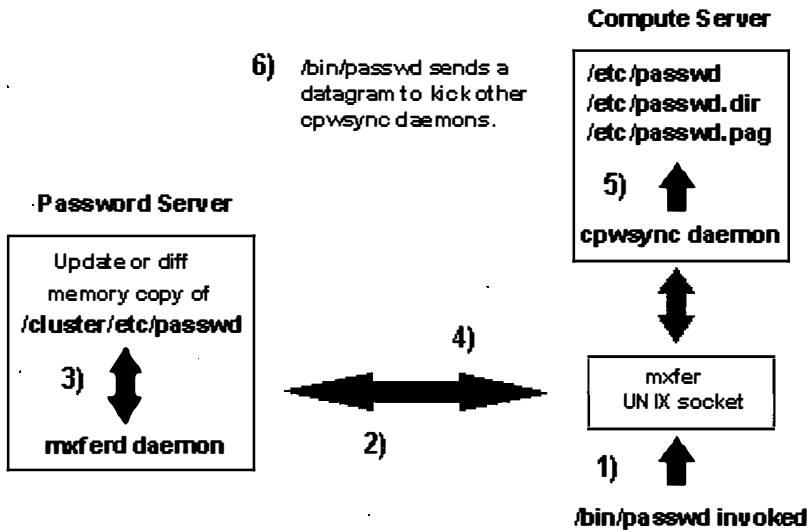 Compute Server
6) /bin/passwd sends a
datagram to kick other
cpwsync daemons.
/etc/passwd
/etc/passwd.dir
/etc/passwd.pag
5)
cpwsync daemon
Password Server
Update or diff
memory copy of
/cluster/etc/passwd
3)
mxferd daemon
4)
2)
mxfer
UNIX socket
1)
/bin/passwd invoked